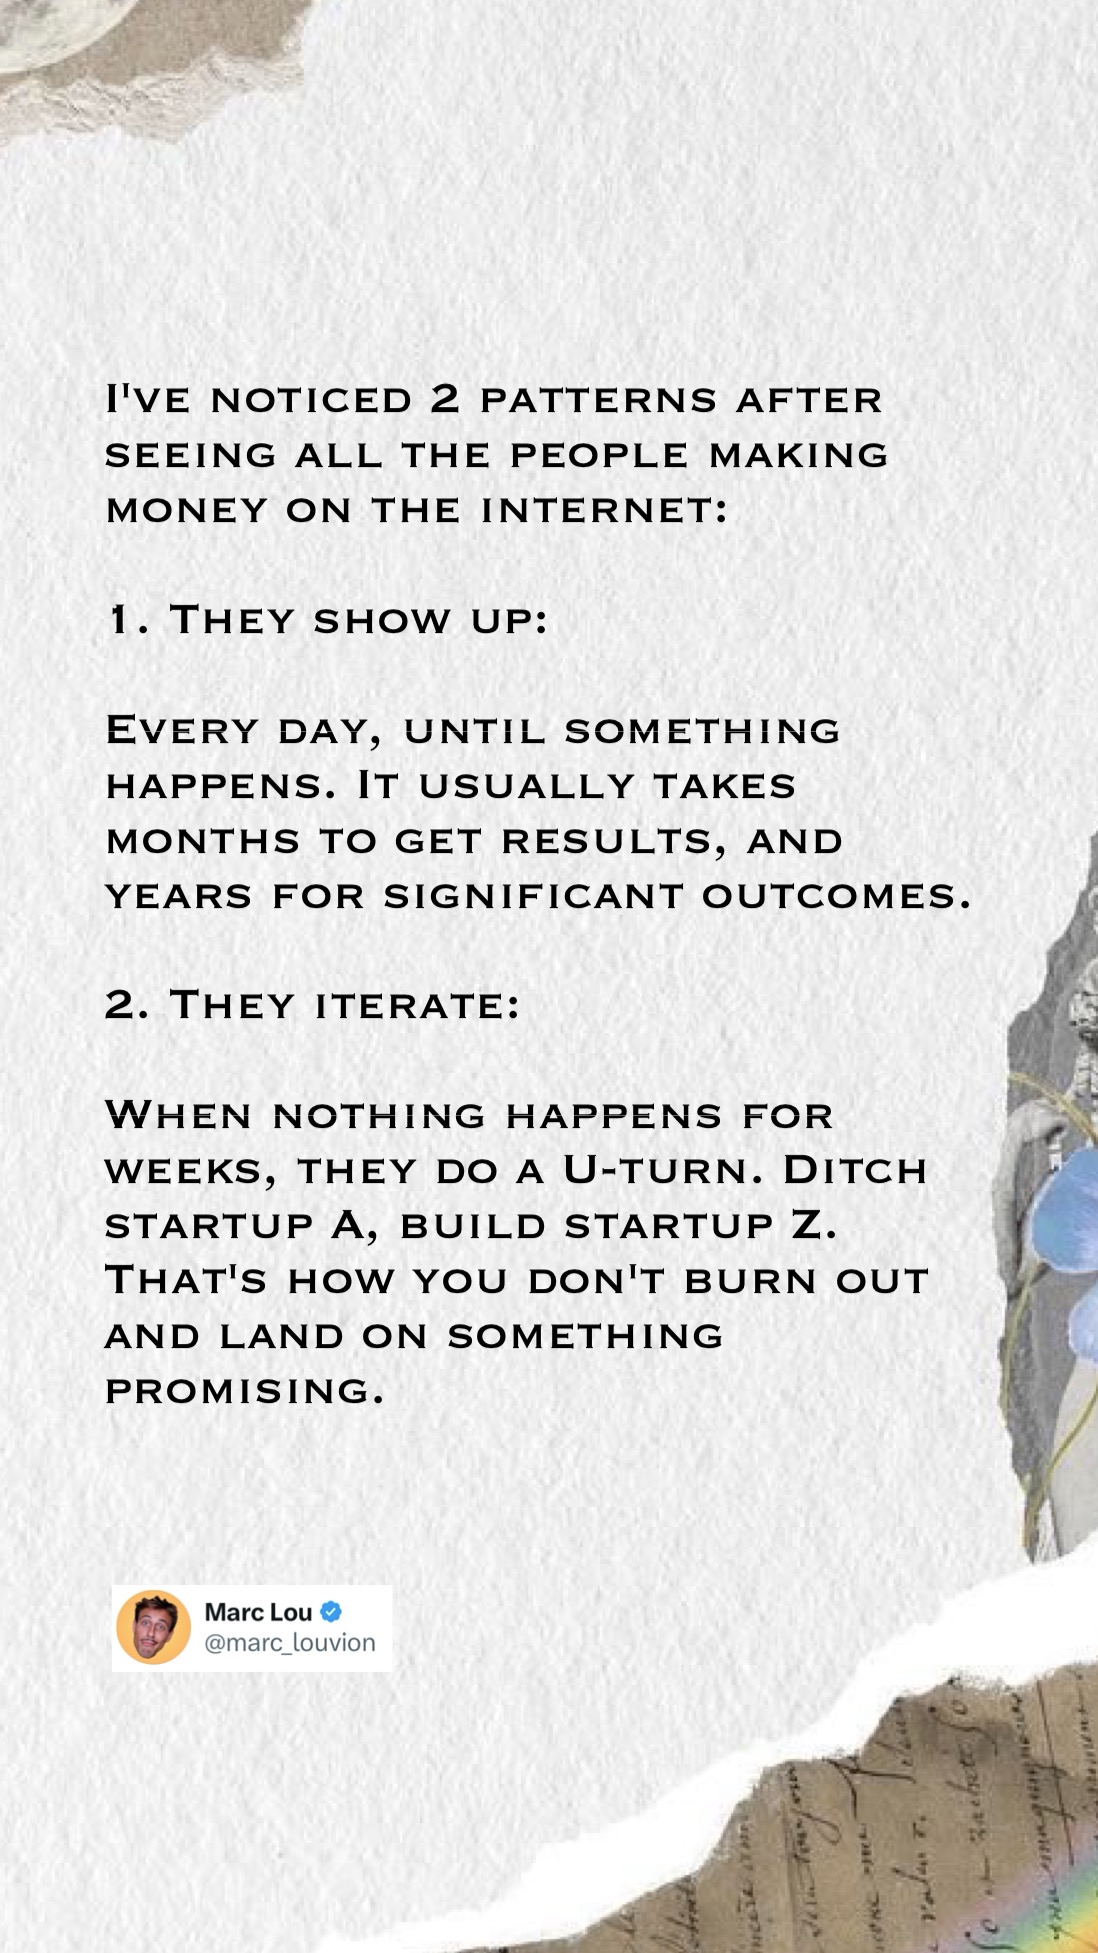 I've noticed 2 patterns after
seeing all the people making
money on the internet:
1. They show up:
Every day, until something
happens. It usually takes
months to get results, and
years for significant outcomes.
2. They iterate:
When nothing happens for
weeks, they do a U-turn. Ditch
startup A, build startup Z.
That's how you don't burn out
and land on something
promising.
Marc Lou
@marc_louvion